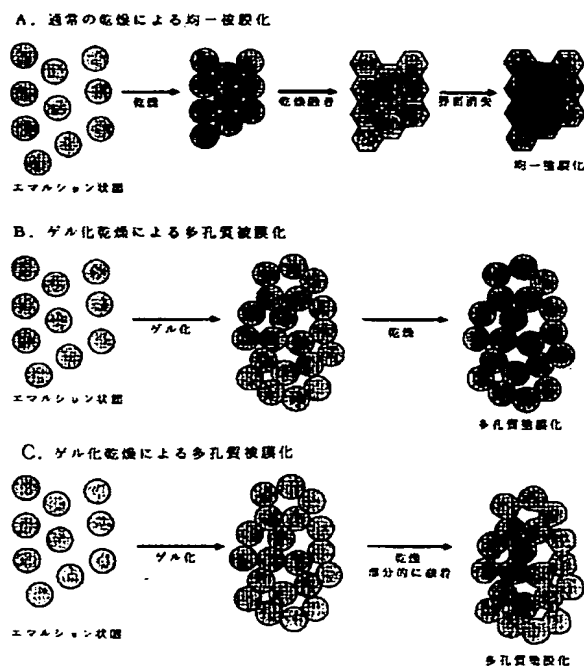 A. 通常の乾燥による均一被膜化
乾燥
乾燥融着
界面消失
エマルション状態
均一塗膜化
B. ゲル化乾燥による多孔質被膜化
ゲル化
乾燥
エマルション状態
多孔質塗膜化
C. ゲル化乾燥による多孔質被膜化
ゲル化
乾燥
部分的に融着
エマルション状態
多孔質塗膜化